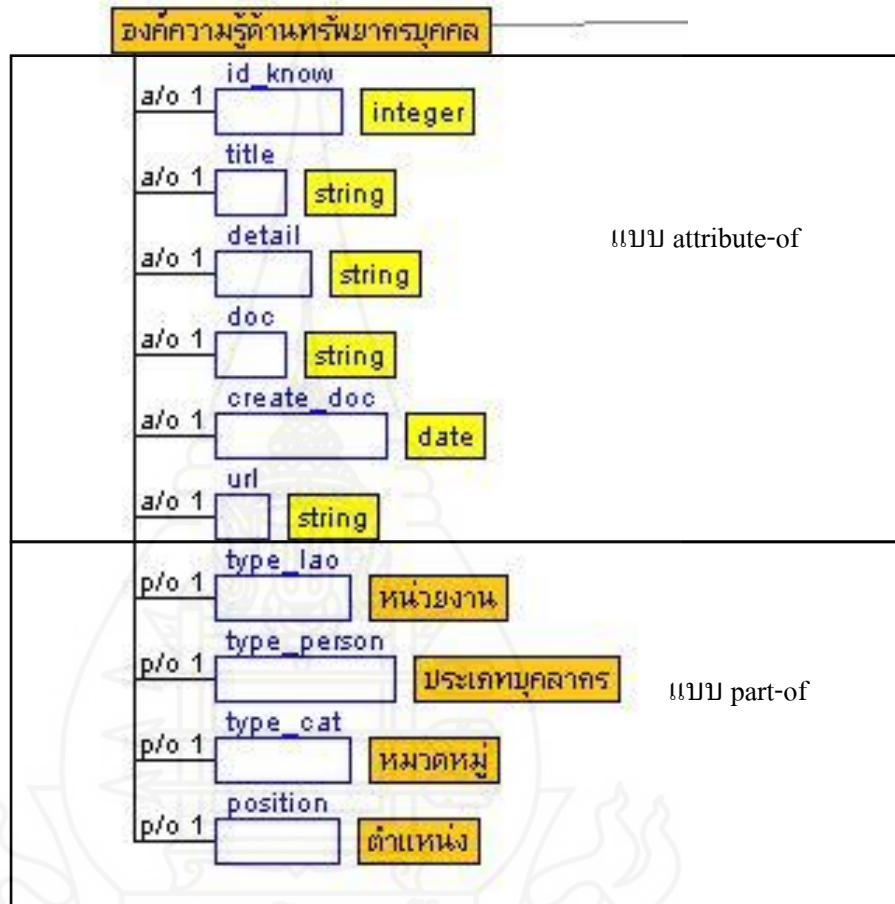 องค์ความรู้ด้านทรัพยากรบุคคล
id_know
a/o 1 integer
title
a/o 1 string
detail
a/o 1 string
แบบ attribute-of
doc
a/o 1 string
create_doc
a/o 1 date
url
a/o 1 string
type_lao
p/o 1 หน่วยงาน
type_person
p/o 1 ประเภทบุคลากร
แบบ part-of
type_cat
p/o 1 หมวดหมู่
position
p/o 1 ตำแหน่ง